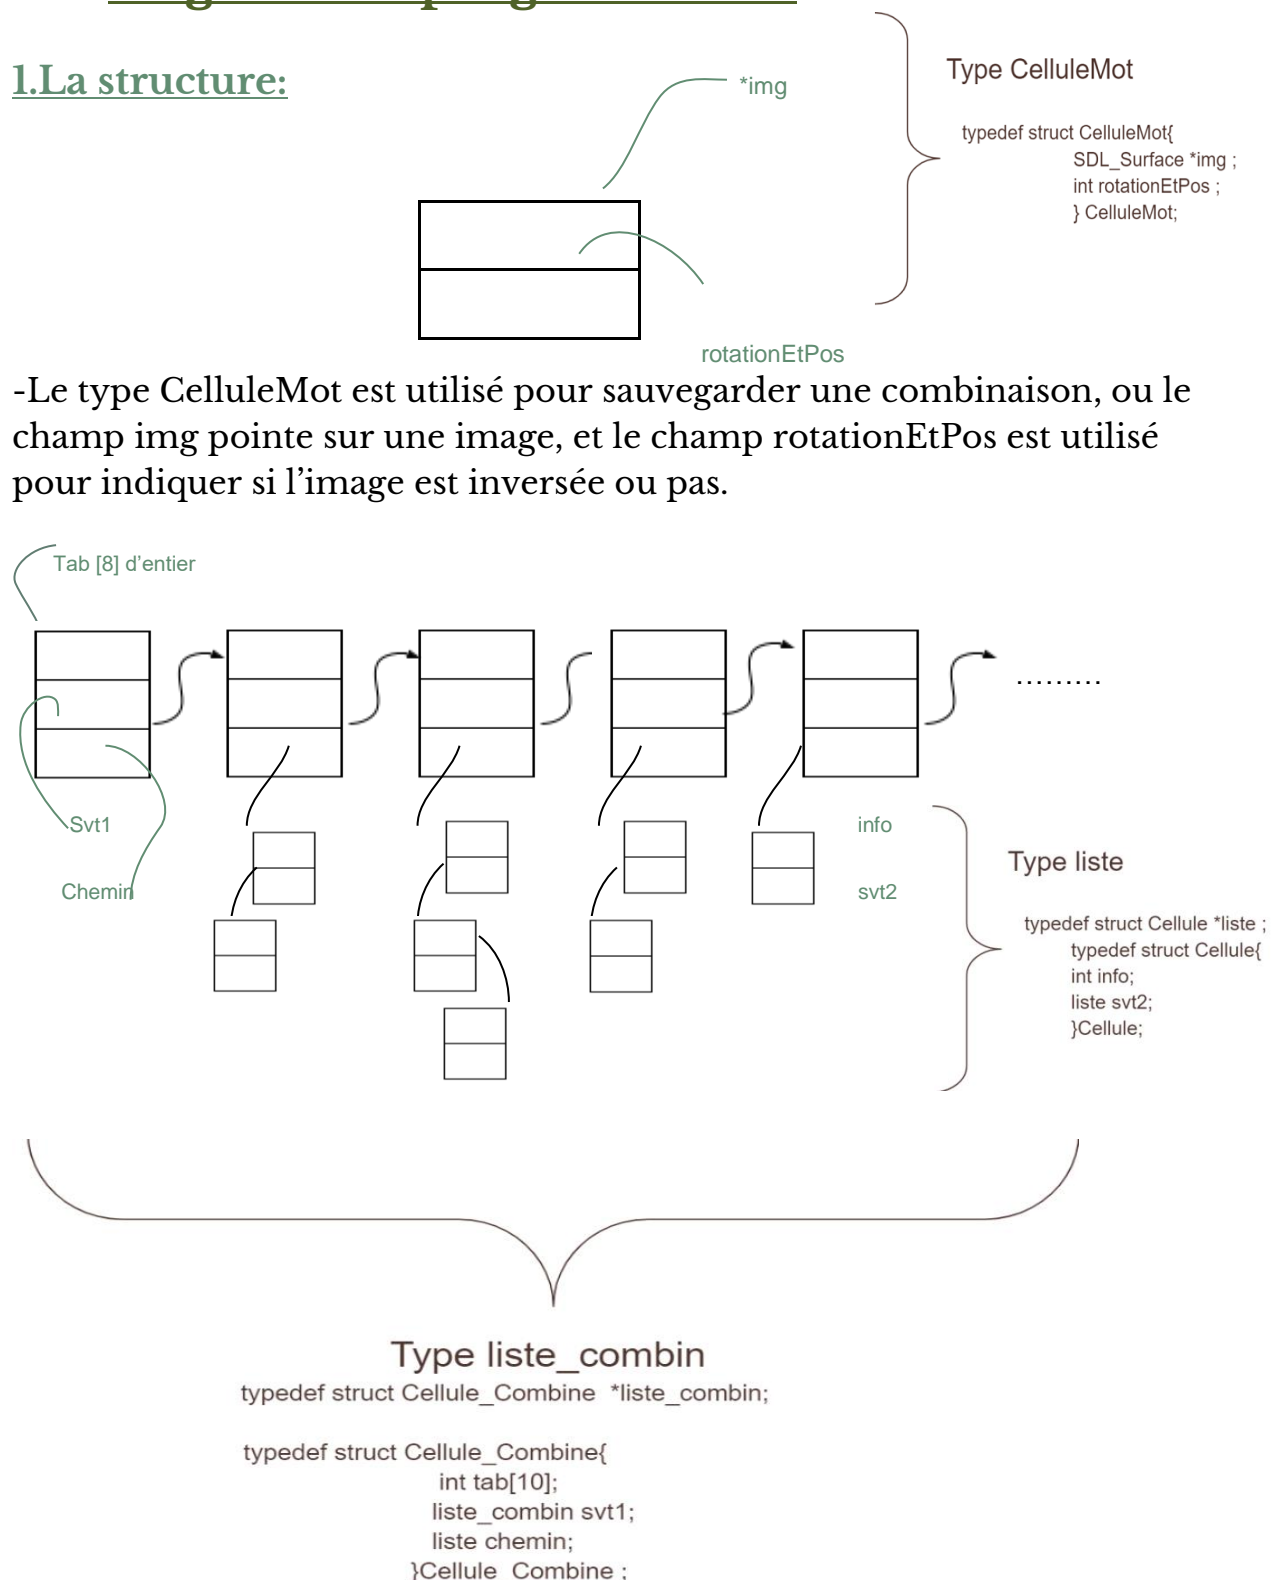 1.La structure:
*img
Type CelluleMot
typedef struct CelluleMot{
SDL_Surface *img ;
int rotationEtPos ;
} CelluleMot;
rotationEtPos
-Le type CelluleMot est utilisé pour sauvegarder une combinaison, ou le
champ img pointe sur une image, et le champ rotationEtPos est utilisé
pour indiquer si l’image est inversée ou pas.
Tab [8] d’entier
.........
Svt1
Chemin
info
svt2
Type liste
typedef struct Cellule *liste ;
typedef struct Cellule{
int info;
liste svt2;
}Cellule;
Type liste_combin
typedef struct Cellule_Combine *liste_combin;
typedef struct Cellule_Combine{
int tab[10];
liste_combin svt1;
liste chemin;
}Cellule_Combine ;